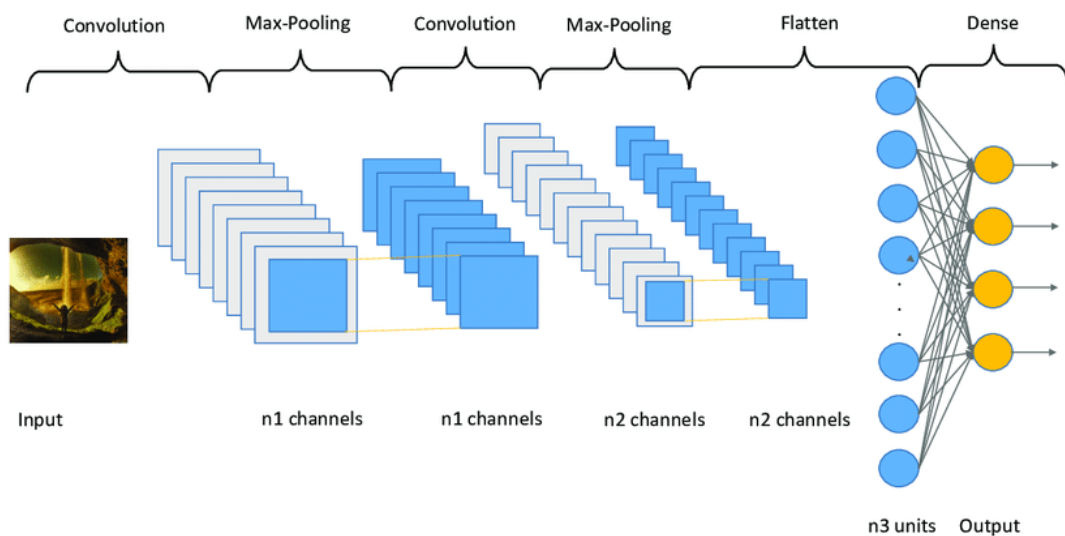 Convolution Max-Pooling Convolution Max-Pooling Flatten Dense
Input n1 channels n1 channels n2 channels n2 channels
n3 units Output